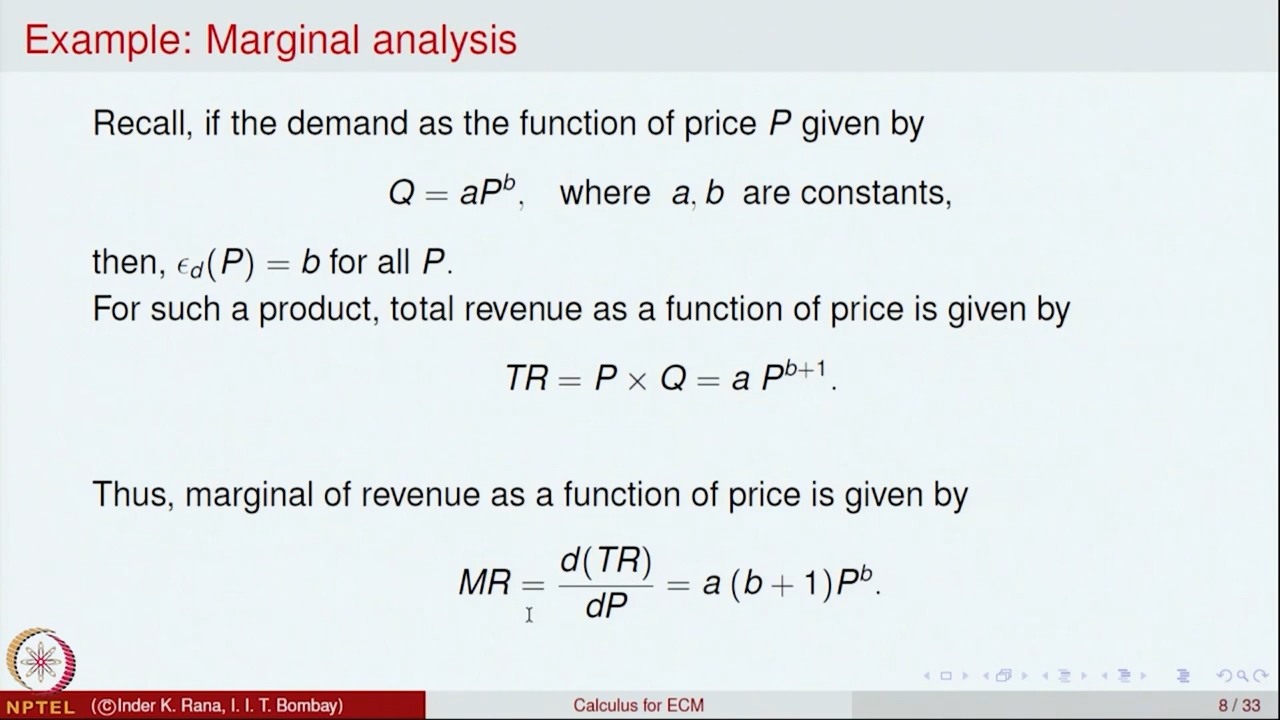 Example: Marginal analysis
Recall, if the demand as the function of price P given by
Q = aP^b, where a, b are constants,
then, ϵ_d(P) = b for all P.
For such a product, total revenue as a function of price is given by
TR = P × Q = a P^{b+1}.
Thus, marginal of revenue as a function of price is given by
MR = d(TR)/dP = a (b + 1)P^b.
NPTEL (©Inder K. Rana, I. I. T. Bombay) Calculus for ECM 8 / 33